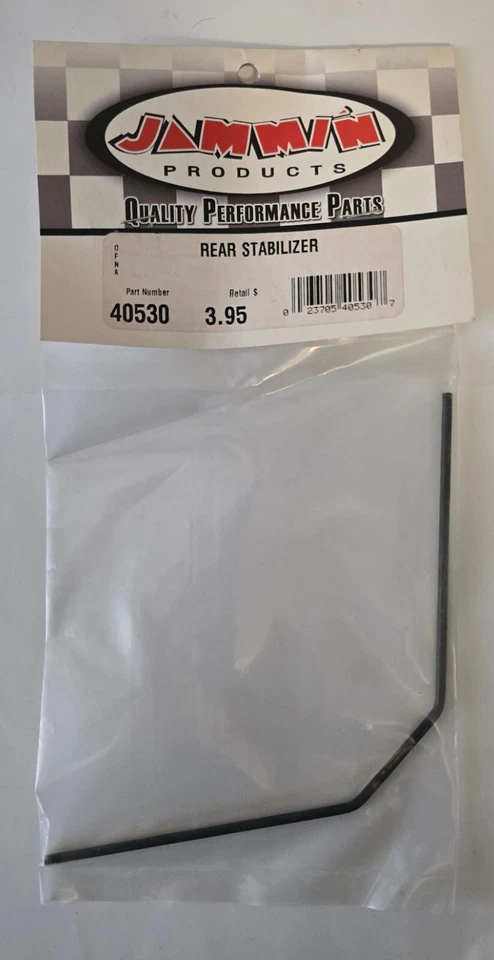 JAMMIN
PRODUCTS
QUALITY PERFORMANCE PARTS
OFNA
REAR STABILIZER
Part Number
Retail $
40530
3.95
0 23705 40530 7